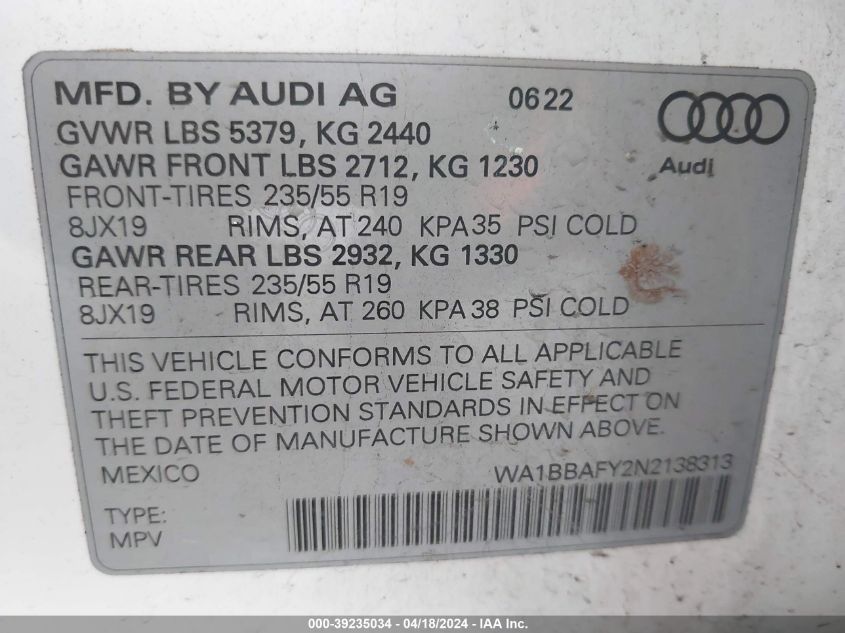 MFD. BY AUDI AG 0622
GVWR LBS 5379, KG 2440
GAWR FRONT LBS 2712, KG 1230
Audi
FRONT-TIRES 235/55 R19
8JX19 RIMS, AT 240 KPA 35 PSI COLD
GAWR REAR LBS 2932, KG 1330
REAR-TIRES 235/55 R19
8JX19 RIMS, AT 260 KPA 38 PSI COLD
THIS VEHICLE CONFORMS TO ALL APPLICABLE
U.S. FEDERAL MOTOR VEHICLE SAFETY AND
THEFT PREVENTION STANDARDS IN EFFECT ON
THE DATE OF MANUFACTURE SHOWN ABOVE.
MEXICO WA1BBAFY2N2138313
TYPE:
MPV
000-39235034 - 04/18/2024 - IAA Inc.